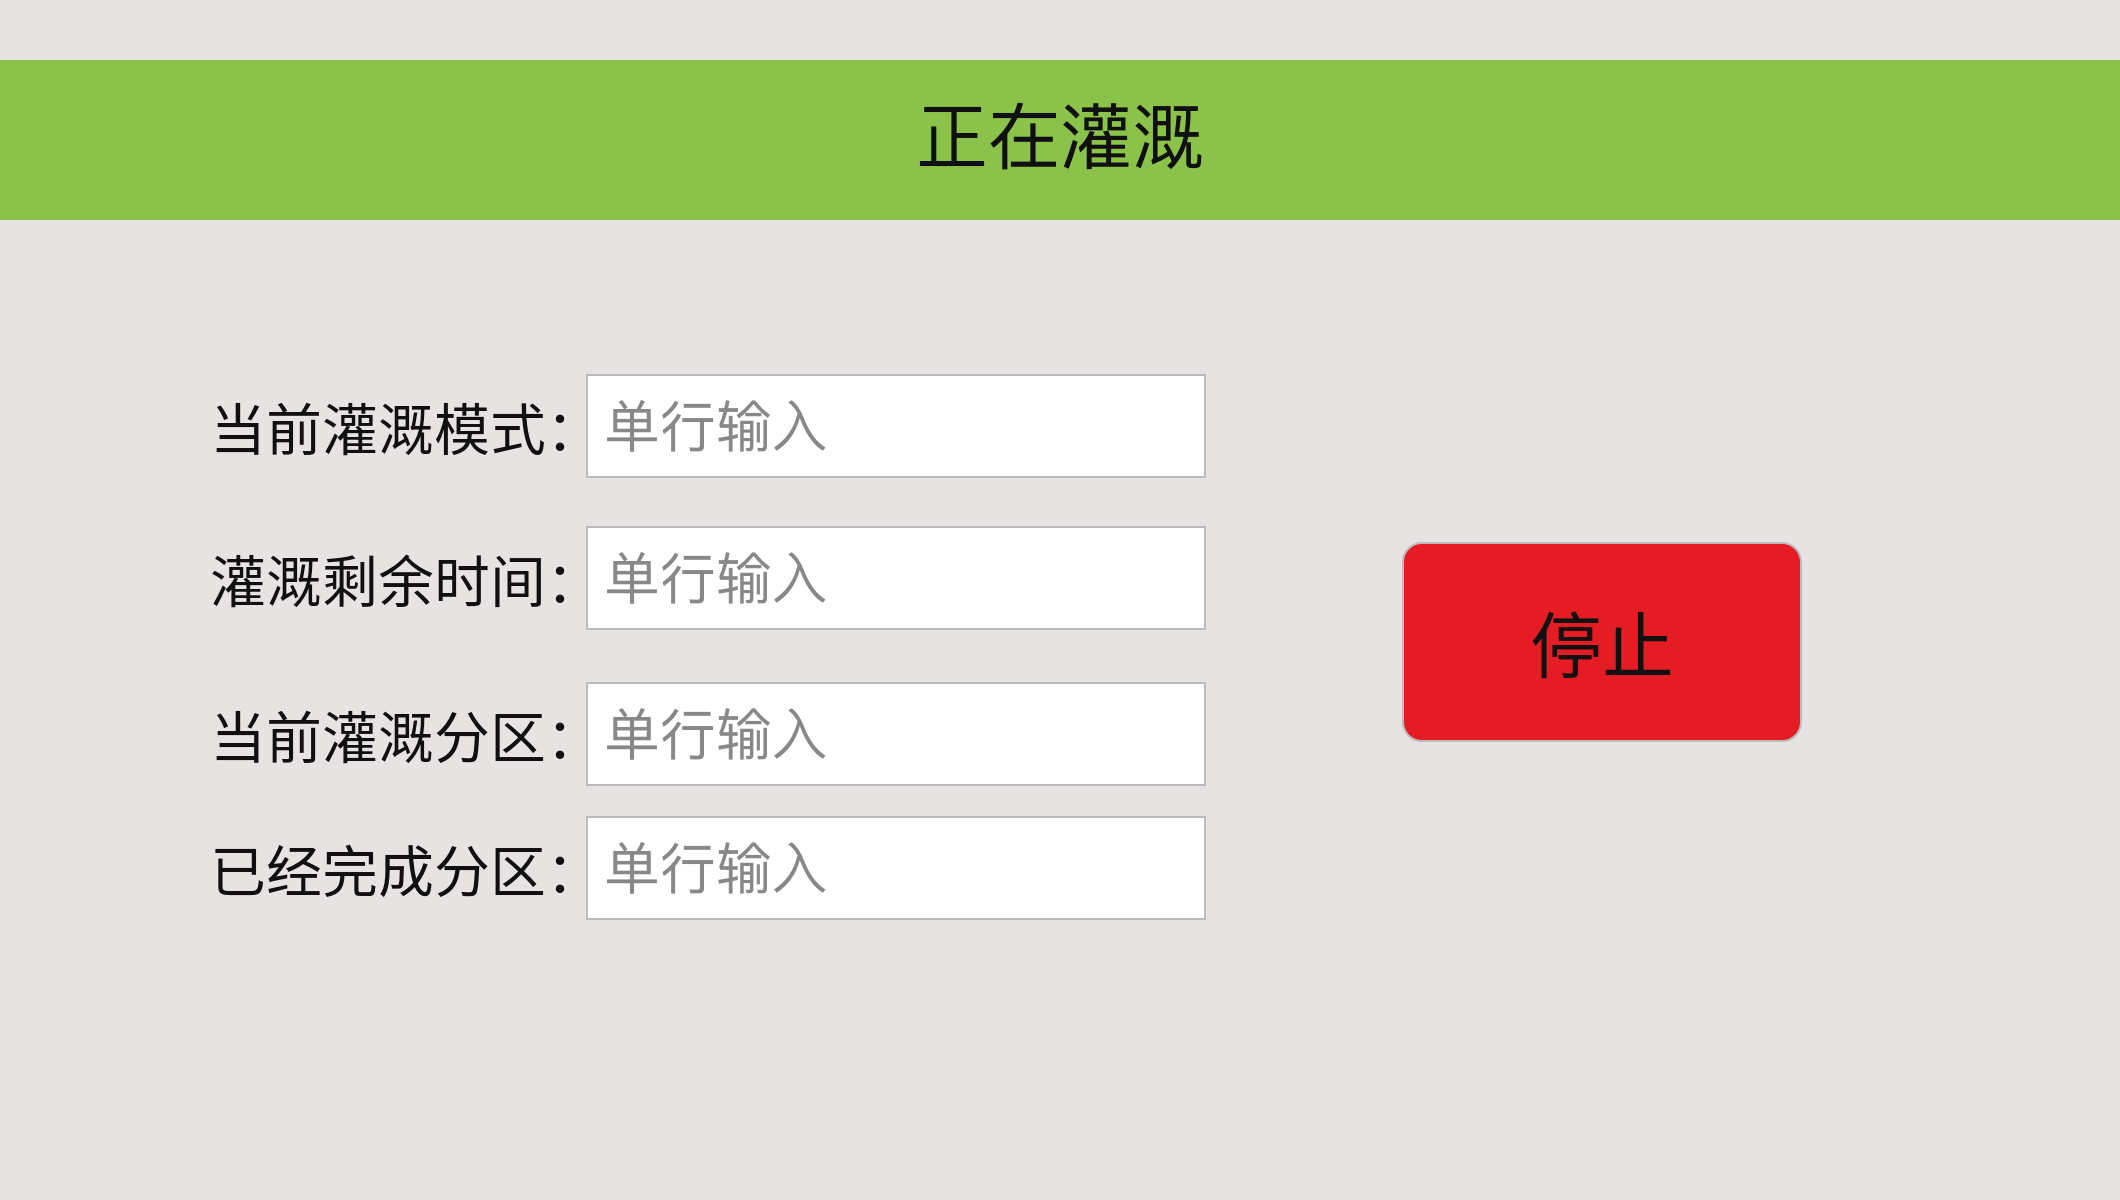 正在灌溉
当前灌溉模式：单行输入
灌溉剩余时间：单行输入
停止
当前灌溉分区：单行输入
已经完成分区：单行输入